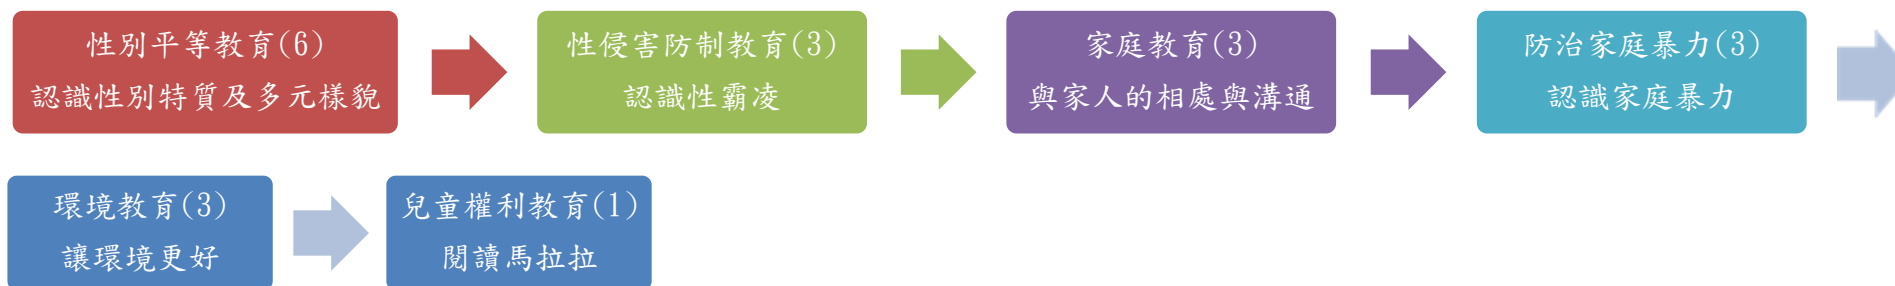 性別平等教育(6)
認識性別特質及多元樣貌
性侵害防制教育(3)
認識性霸凌
家庭教育(3)
與家人的相處與溝通
防治家庭暴力(3)
認識家庭暴力
環境教育(3)
讓環境更好
兒童權利教育(1)
閱讀馬拉拉